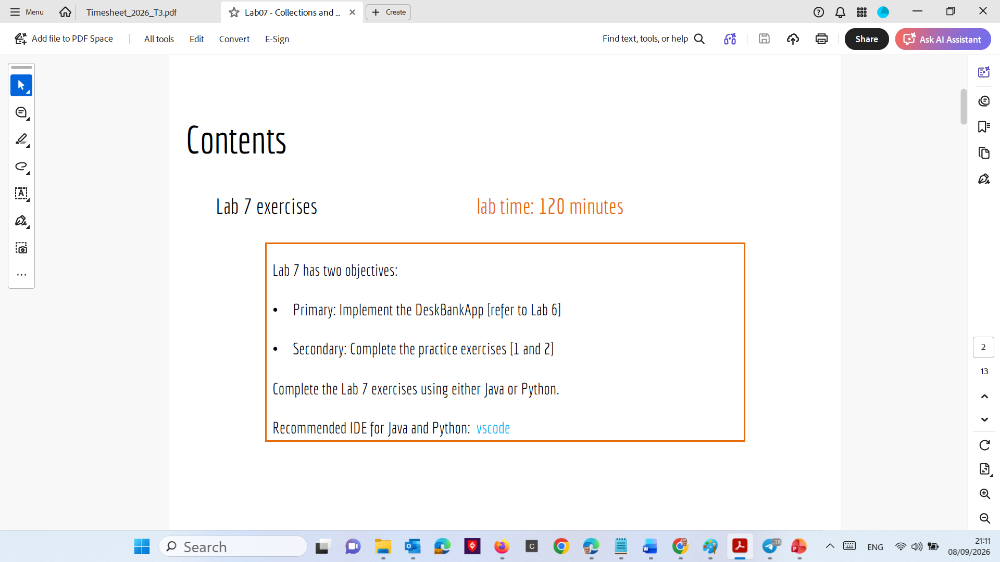 Menu
Timesheet_2026_T3.pdf
Lab07 - Collections and ...
Create
Add file to PDF Space
All tools
Edit
Convert
E-Sign
Find text, tools, or help
Share
Ask AI Assistant
Contents
Lab 7 exercises
lab time: 120 minutes
Lab 7 has two objectives:
• Primary: Implement the DeskBankApp [refer to Lab 6]
• Secondary: Complete the practice exercises [1 and 2]
Complete the Lab 7 exercises using either Java or Python.
Recommended IDE for Java and Python: vscode
2
13
Search
C
W
..18
P
ENG
21:11
08/09/2026